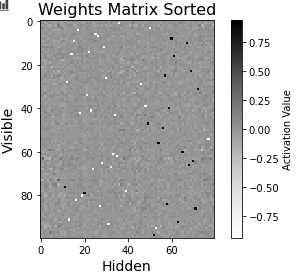 Weights Matrix Sorted
0
20
40
60
80
Visible
0 20 40 60
Hidden
0.75
0.50
0.25
0.00
−0.25
−0.50
−0.75
Activation Value